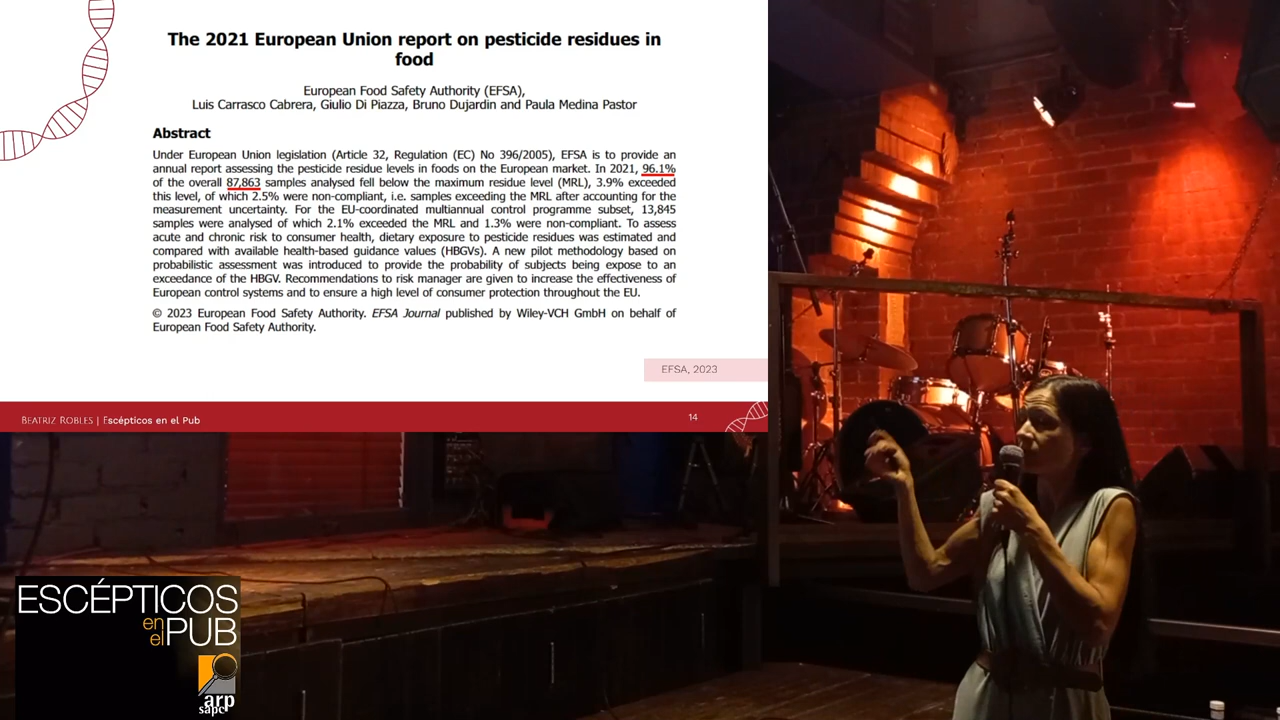 The 2021 European Union report on pesticide residues in
food
European Food Safety Authority (EFSA),
Luis Carrasco Cabrera, Giulio Di Piazza, Bruno Dujardin and Paula Medina Pastor
Abstract
Under European Union legislation (Article 32, Regulation (EC) No 396/2005), EFSA is to provide an
annual report assessing the pesticide residue levels in foods on the European market. In 2021, 96.1%
of the overall 87,863 samples analysed fell below the maximum residue level (MRL), 3.9% exceeded
this level, of which 2.5% were non-compliant, i.e. samples exceeding the MRL after accounting for the
measurement uncertainty. For the EU-coordinated multiannual control programme subset, 13,845
samples were analysed of which 2.1% exceeded the MRL and 1.3% were non-compliant. To assess
acute and chronic risk to consumer health, dietary exposure to pesticide residues was estimated and
compared with available health-based guidance values (HBGVs). A new pilot methodology based on
probabilistic assessment was introduced to provide the probability of subjects being expose to an
exceedance of the HBGV. Recommendations to risk manager are given to increase the effectiveness of
European control systems and to ensure a high level of consumer protection throughout the EU.
© 2023 European Food Safety Authority. EFSA Journal published by Wiley-VCH GmbH on behalf of
European Food Safety Authority.
EFSA, 2023
BEATRIZ ROBLES | Escépticos en el Pub
14
ESCÉPTICOS
en el PUB
arp
sapc